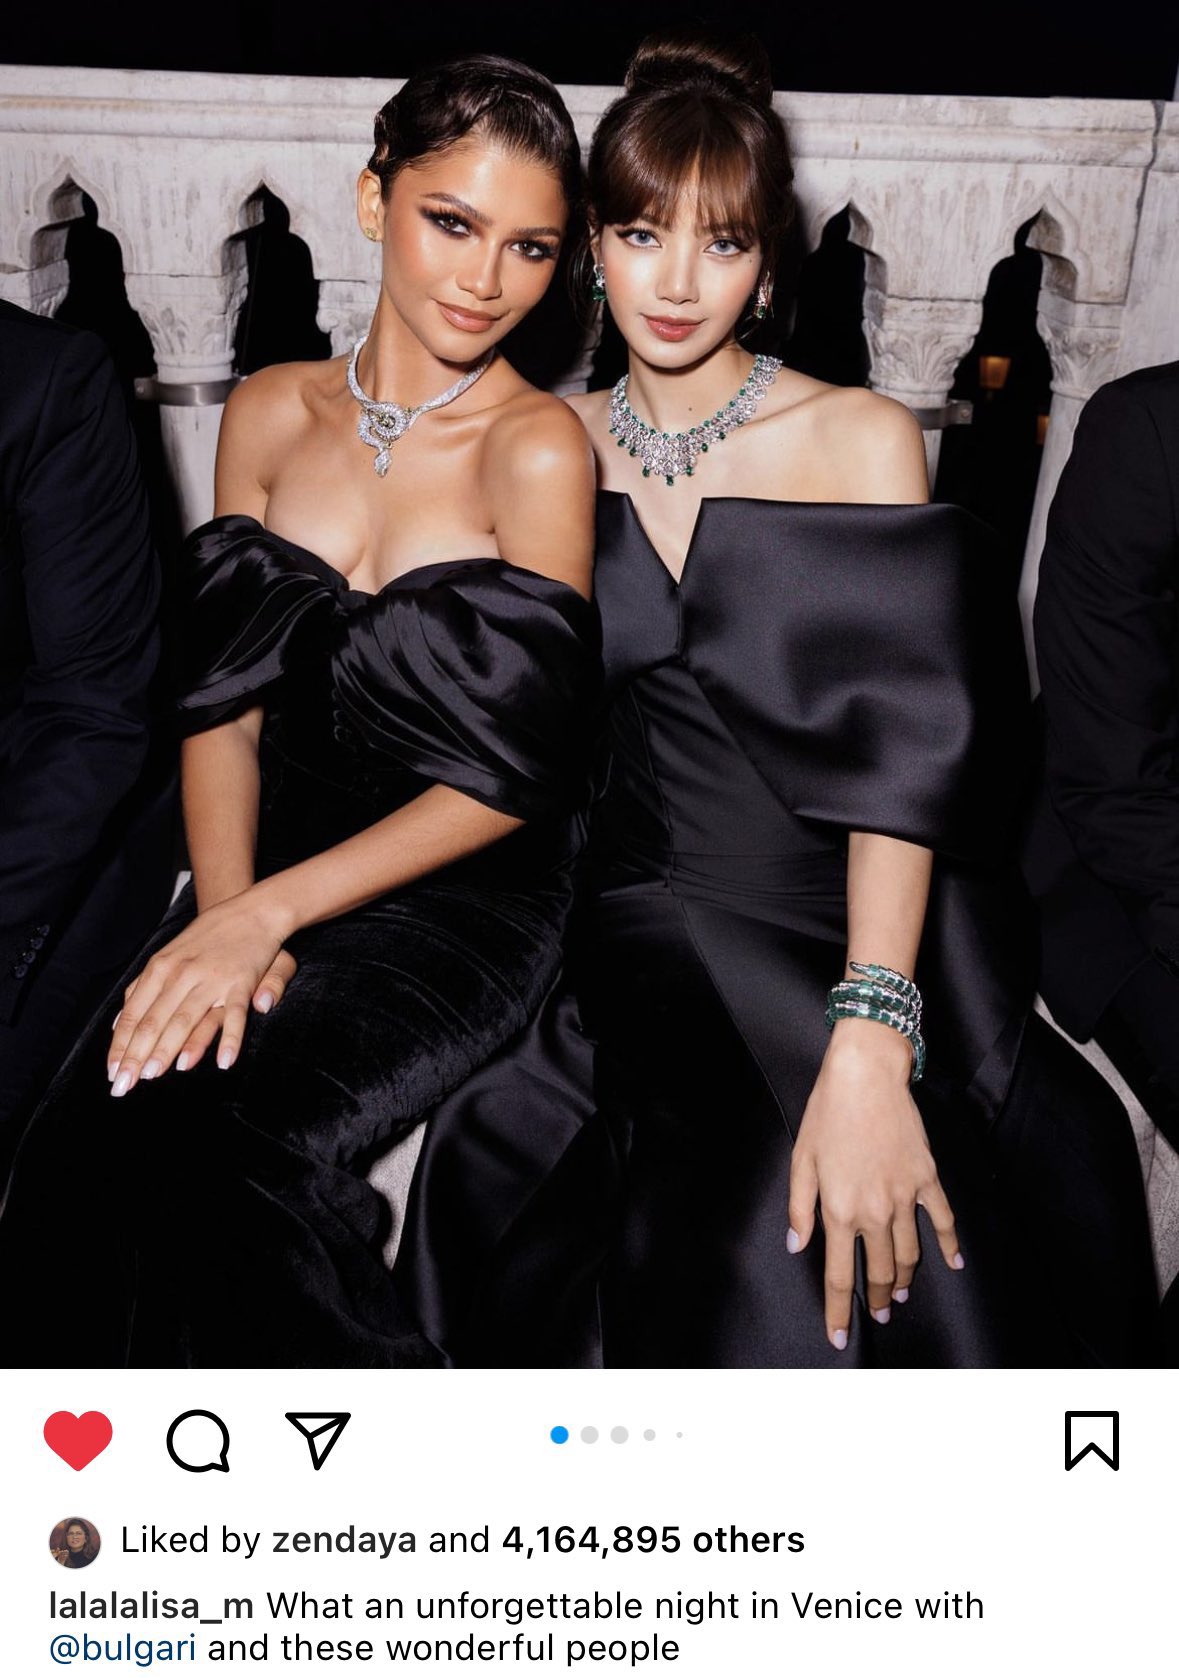 Liked by zendaya and 4,164,895 others
lalalalisa_m What an unforgettable night in Venice with
@bulgari and these wonderful people